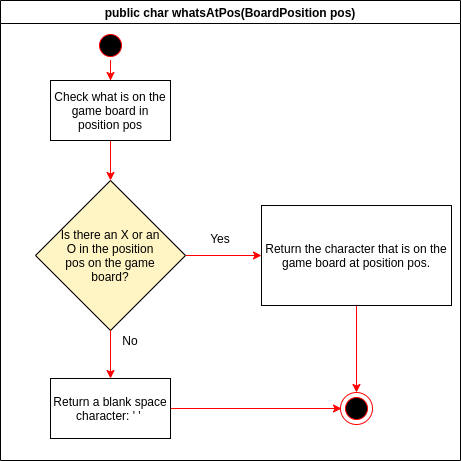 public char whatsAtPos(BoardPosition pos)
Check what is on the
game board in
position pos
Is there an X or an
O in the position
pos on the game
board?
Yes
Return the character that is on the
game board at position pos.
No
Return a blank space
character: ' '